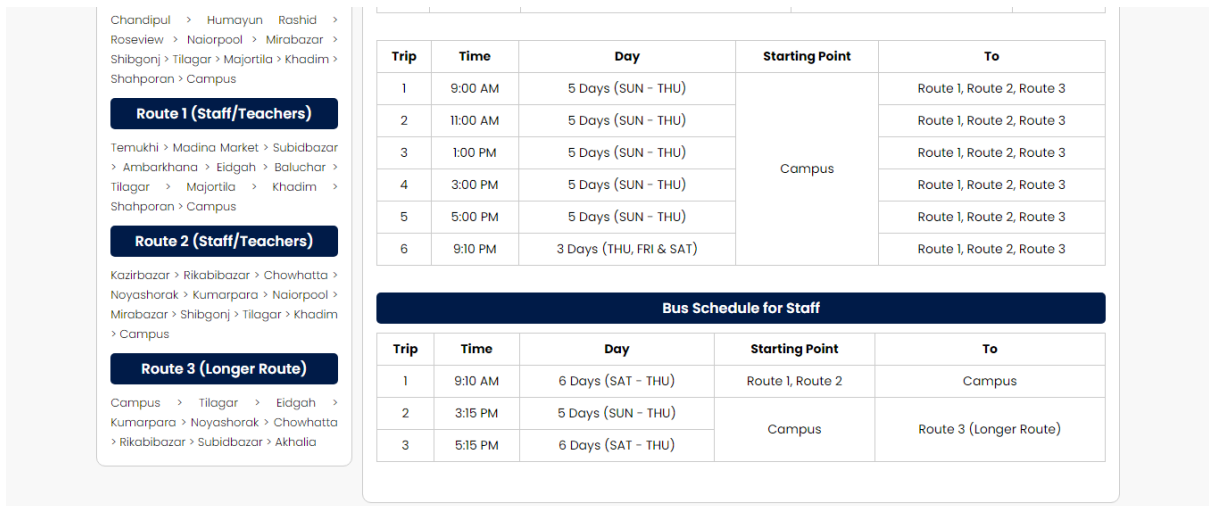 Chandipul > Humayun Rashid >
Roseview > Naiorpool > Mirabazar >
Shibgonj > Tilagar > Majortila > Khadim >
Shahporan > Campus
Route 1 (Staff/Teachers)
Temukhi > Madina Market > Subidbazar
> Ambarkhana > Eidgah > Baluchar >
Tilagar > Majortila > Khadim >
Shahporan > Campus
Route 2 (Staff/Teachers)
Kazirbazar > Rikabibazar > Chowhatta >
Noyashorak > Kumarpara > Naiorpool >
Mirabazar > Shibgonj > Tilagar > Khadim
> Campus
Route 3 (Longer Route)
Campus > Tilagar > Eidgah >
Kumarpara > Noyashorak > Chowhatta
> Rikabibazar > Subidbazar > Akhalia
Trip Time Day Starting Point To
1 9:00 AM 5 Days (SUN - THU) Route 1, Route 2, Route 3
2 11:00 AM 5 Days (SUN - THU) Route 1, Route 2, Route 3
3 1:00 PM 5 Days (SUN - THU) Route 1, Route 2, Route 3
Campus
4 3:00 PM 5 Days (SUN - THU) Route 1, Route 2, Route 3
5 5:00 PM 5 Days (SUN - THU) Route 1, Route 2, Route 3
6 9:10 PM 3 Days (THU, FRI & SAT) Route 1, Route 2, Route 3
Bus Schedule for Staff
Trip Time Day Starting Point To
1 9:10 AM 6 Days (SAT - THU) Route 1, Route 2 Campus
2 3:15 PM 5 Days (SUN - THU)
Campus Route 3 (Longer Route)
3 5:15 PM 6 Days (SAT - THU)